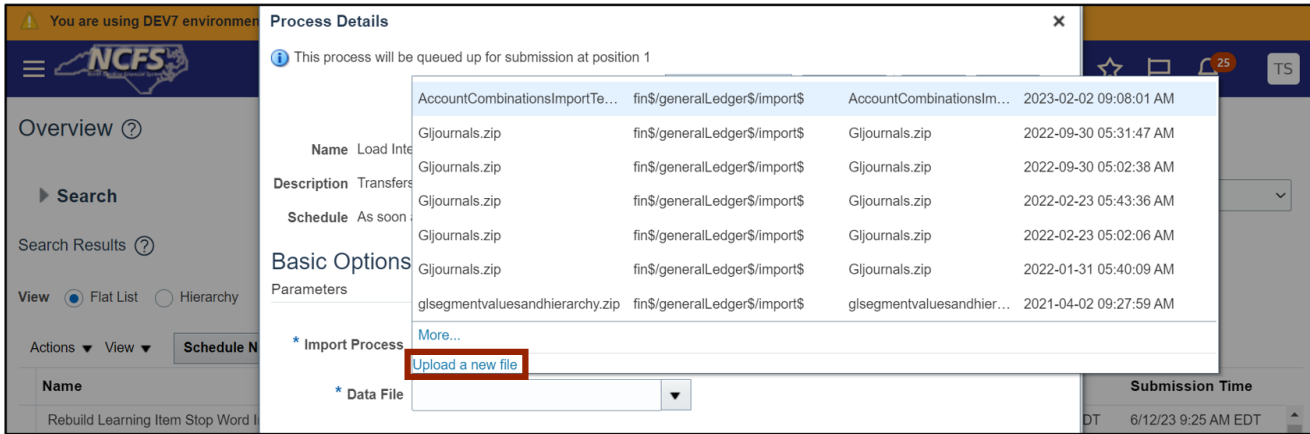 You are using DEV7 environmen
Process Details
This process will be queued up for submission at position 1
NCFS
25
TS
AccountCombinationsImportTe... fin$/generalLedger$/import$ AccountCombinationsIm... 2023-02-02 09:08:01 AM
Overview
Gljournals.zip fin$/generalLedger$/import$ Gljournals.zip 2022-09-30 05:31:47 AM
Name Load Inte
Gljournals.zip fin$/generalLedger$/import$ Gljournals.zip 2022-09-30 05:02:38 AM
Description Transfers
Search
Gljournals.zip fin$/generalLedger$/import$ Gljournals.zip 2022-02-23 05:43:36 AM
Schedule As soon
Gljournals.zip fin$/generalLedger$/import$ Gljournals.zip 2022-02-23 05:02:06 AM
Search Results
Basic Options
Gljournals.zip fin$/generalLedger$/import$ Gljournals.zip 2022-01-31 05:40:09 AM
Parameters
View Flat List Hierarchy
glsegmentvaluesandhierarchy.zip fin$/generalLedger$/import$ glsegmentvaluesandhier... 2021-04-02 09:27:59 AM
More...
* Import Process
Actions View Schedule N
Upload a new file
Name
* Data File
Submission Time
Rebuild Learning Item Stop Word I
DT 6/12/23 9:25 AM EDT